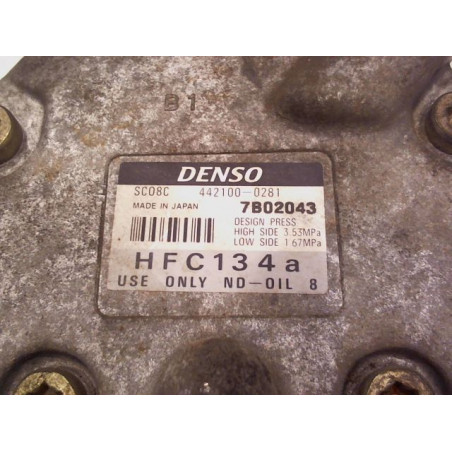 B1
DENSO
SC08C 442100-0281
MADE IN JAPAN 7B02043
DESIGN PRESS
HIGH SIDE 3.53MPa
LOW SIDE 1.67MPa
HFC134a
USE ONLY ND-OIL 8